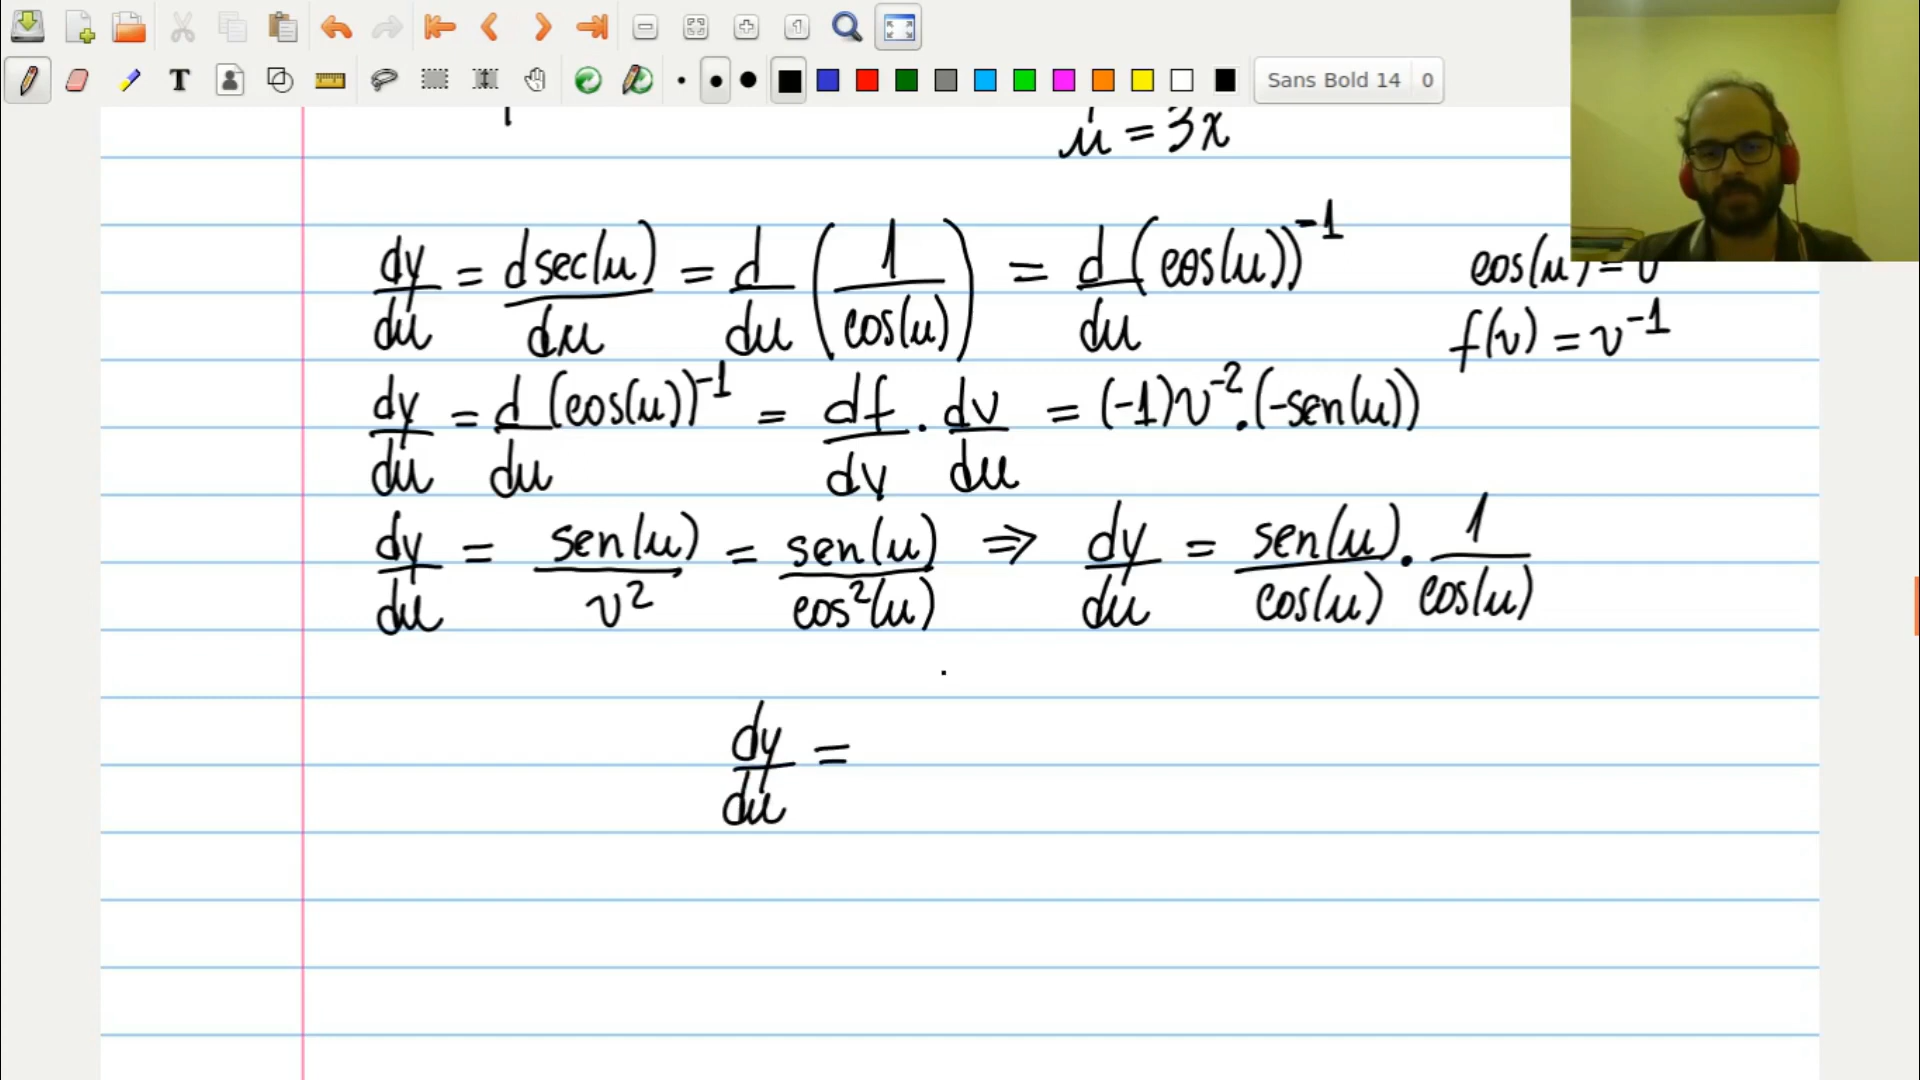 Sans Bold 14 0
u = 3x
dy/du = d sec(u)/du = d/du (1/cos(u)) = d/du (cos(u))^-1
cos(u) = v
f(v) = v^-1
dy/du = d/du (cos(u))^-1 = df/dv . dv/du = (-1)v^-2 . (-sen(u))
dy/du = sen(u)/v^2 = sen(u)/cos^2(u) ⇒ dy/du = sen(u)/cos(u) . 1/cos(u)
dy/du =